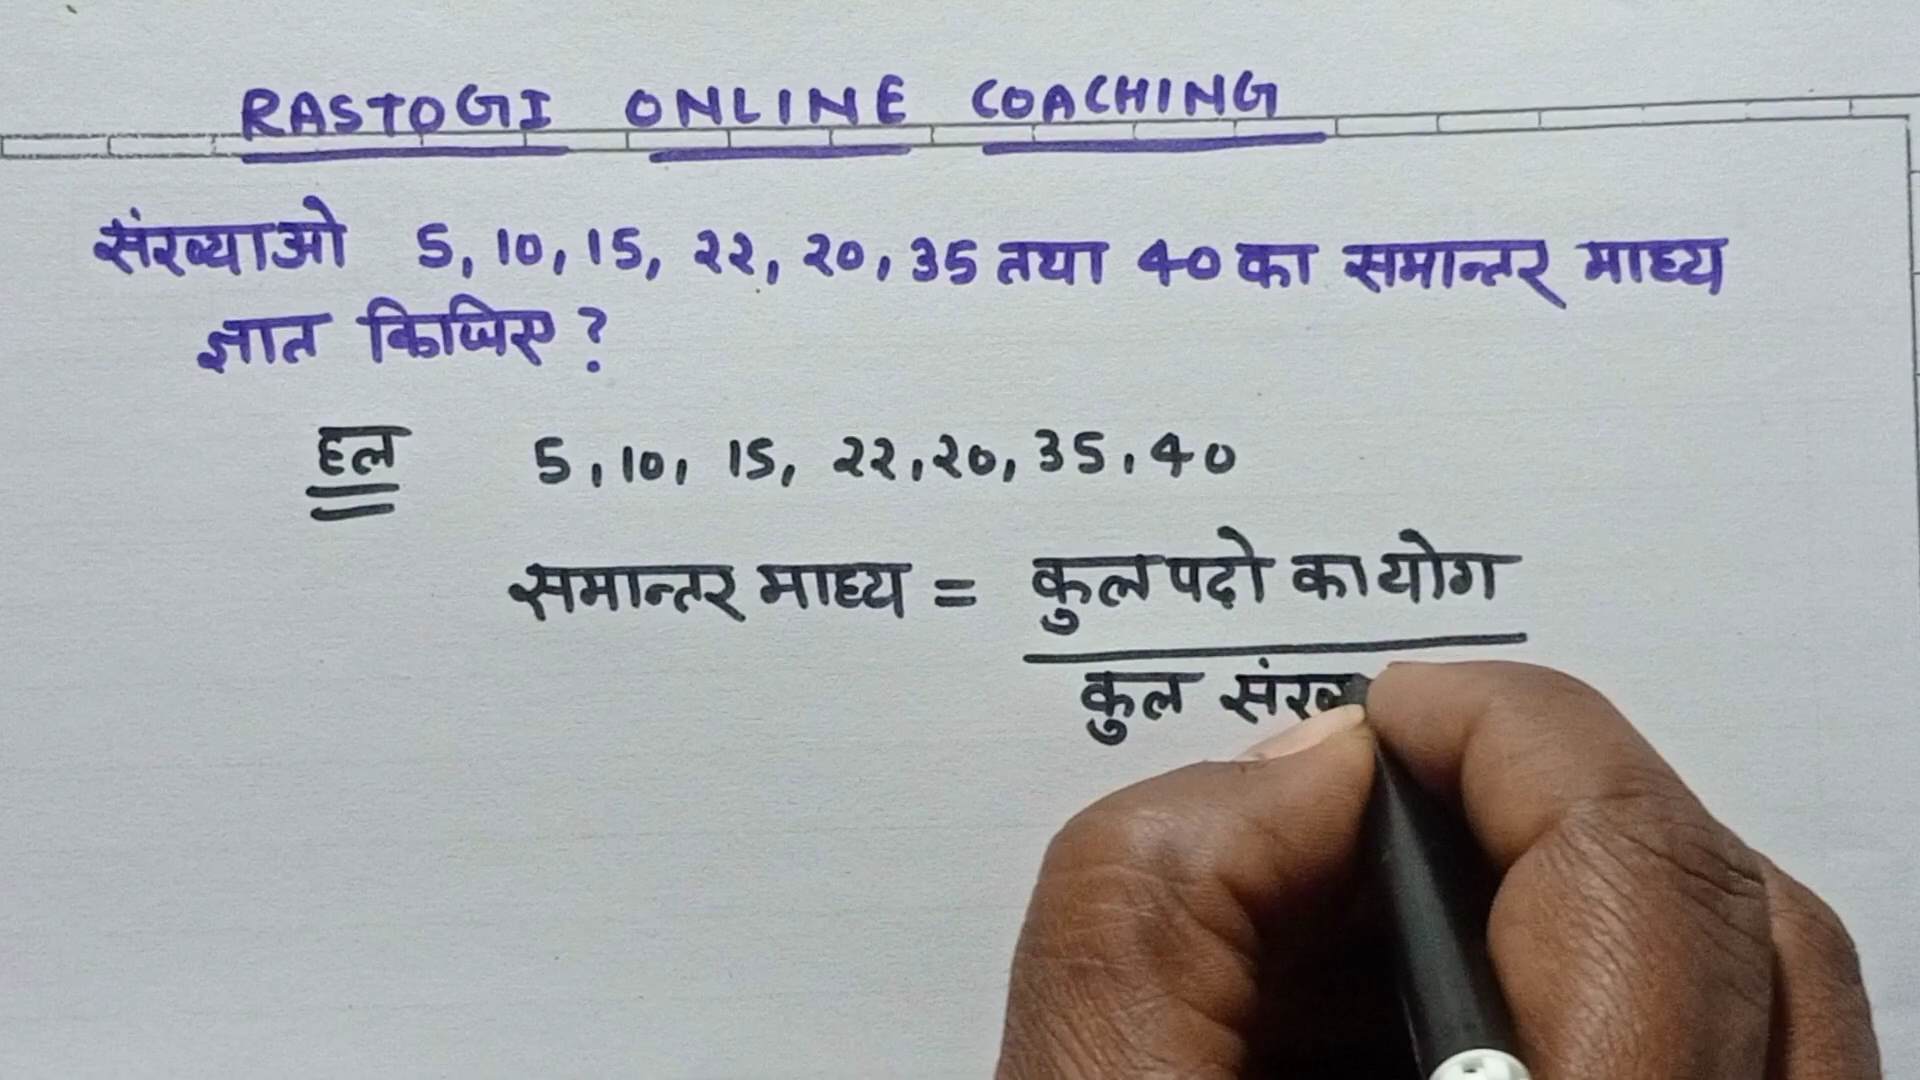 RASTOGI ONLINE COACHING
संख्याओ 5, 10, 15, 22, 20, 35 तथा 40 का समान्तर माध्य
ज्ञात किजिए ?
हल 5, 10, 15, 22, 20, 35, 40
समान्तर माध्य = कुल पदो का योग
कुल